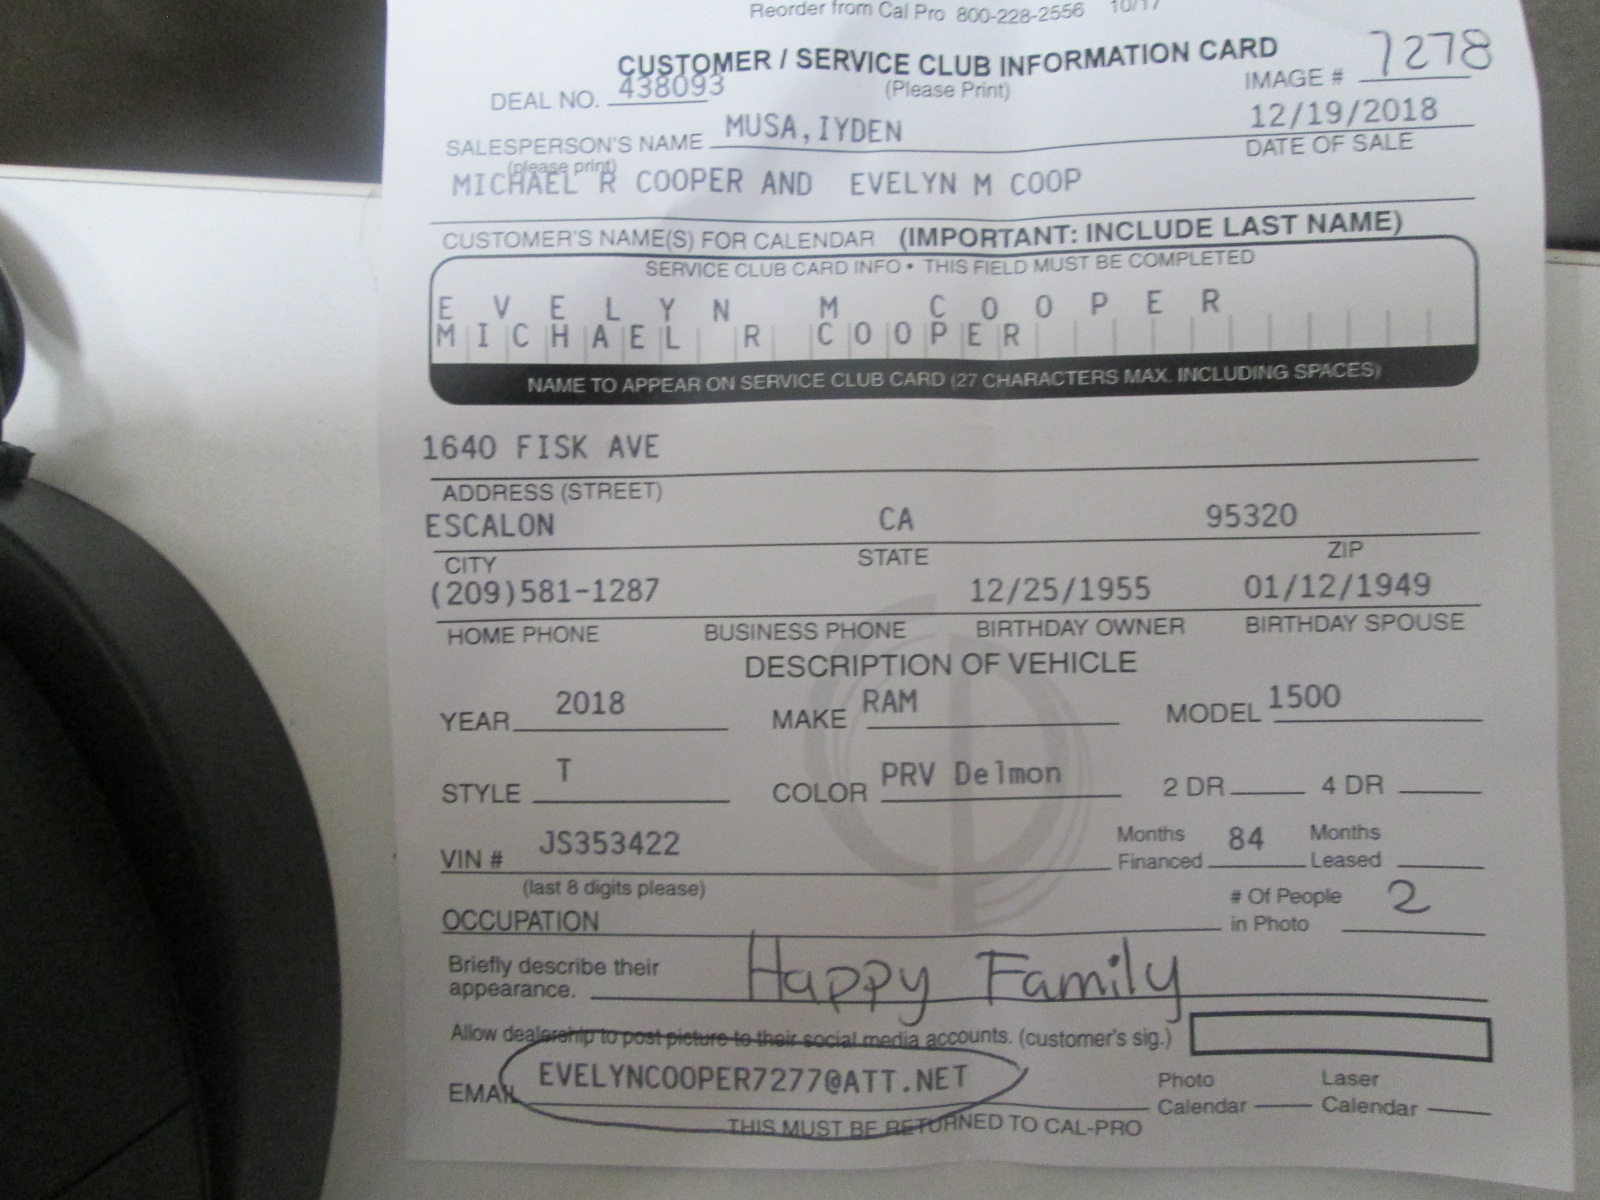 Reorder from Cal Pro 800-228-2556 10/17
CUSTOMER / SERVICE CLUB INFORMATION CARD
(Please Print)
DEAL NO. 438093
IMAGE # 7278
SALESPERSON'S NAME MUSA, IYDEN
(please print)
12/19/2018
DATE OF SALE
MICHAEL R COOPER AND EVELYN M COOP
CUSTOMER'S NAME(S) FOR CALENDAR (IMPORTANT: INCLUDE LAST NAME)
SERVICE CLUB CARD INFO • THIS FIELD MUST BE COMPLETED
EVELYN M COOPER
MICHAEL R COOPER
NAME TO APPEAR ON SERVICE CLUB CARD (27 CHARACTERS MAX. INCLUDING SPACES)
1640 FISK AVE
ADDRESS (STREET)
ESCALON CA 95320
CITY STATE ZIP
(209)581-1287 12/25/1955 01/12/1949
HOME PHONE BUSINESS PHONE BIRTHDAY OWNER BIRTHDAY SPOUSE
DESCRIPTION OF VEHICLE
YEAR 2018 MAKE RAM MODEL 1500
STYLE T COLOR PRV Delmon 2 DR 4 DR
VIN # JS353422 Months Financed 84 Months Leased
(last 8 digits please)
OCCUPATION # Of People in Photo 2
Briefly describe their appearance. Happy Family
Allow dealership to post picture to their social media accounts. (customer's sig.)
EMAIL EVELYNCOOPER7277@ATT.NET Photo Calendar Laser Calendar
THIS MUST BE RETURNED TO CAL-PRO